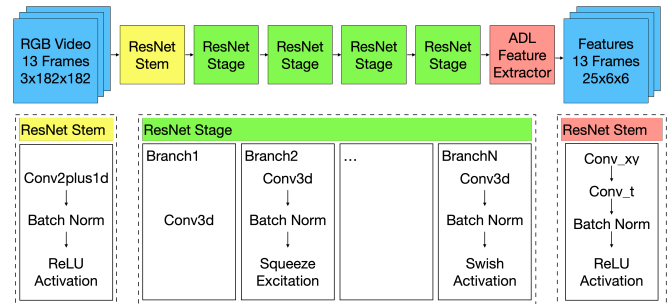 RGB Video
13 Frames
3x182x182
ResNet
Stem
ResNet
Stage
ResNet
Stage
ResNet
Stage
ResNet
Stage
ADL
Feature
Extractor
Features
13 Frames
25x6x6
ResNet Stem
Conv2plus1d
Batch Norm
ReLU
Activation
ResNet Stage
Branch1
Conv3d
Branch2
Conv3d
Batch Norm
Squeeze
Excitation
...
BranchN
Conv3d
Batch Norm
Swish
Activation
ResNet Stem
Conv_xy
Conv_t
Batch Norm
ReLU
Activation